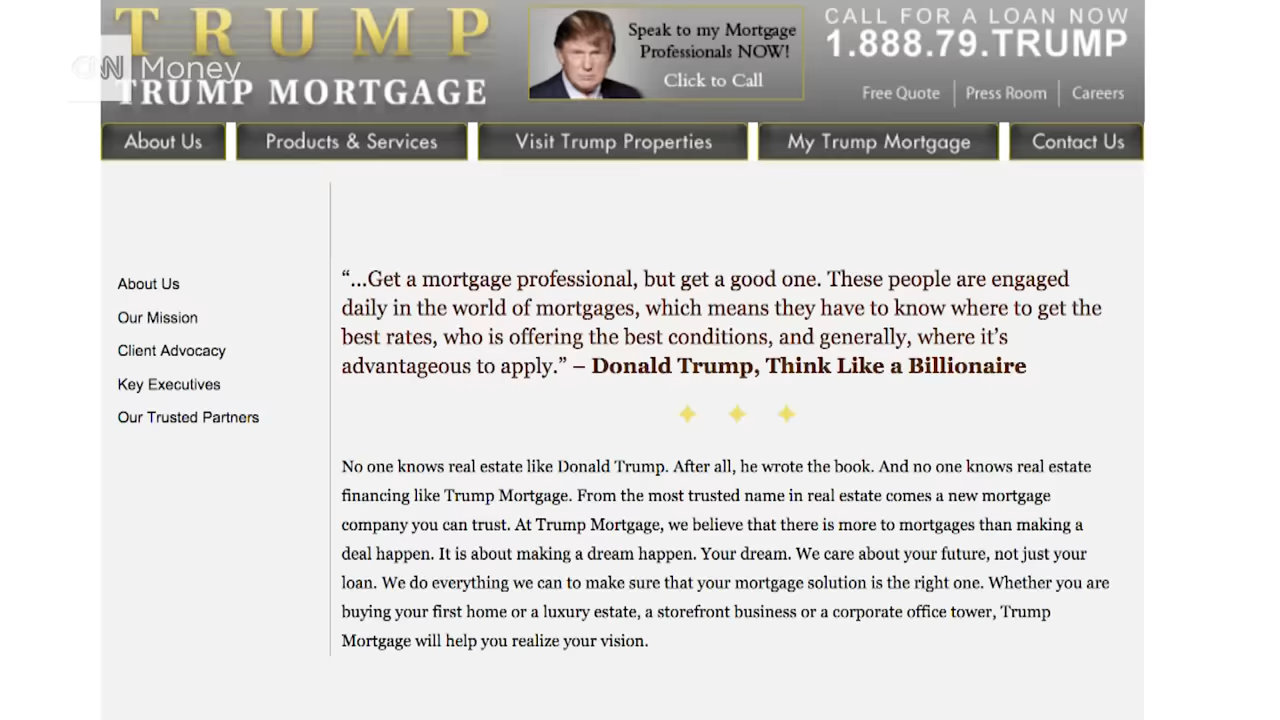 TRUMP
CNN Money
TRUMP MORTGAGE
Speak to my Mortgage
Professionals NOW!
Click to Call
CALL FOR A LOAN NOW
1.888.79.TRUMP
Free Quote | Press Room | Careers
About Us
Products & Services
Visit Trump Properties
My Trump Mortgage
Contact Us
About Us
Our Mission
Client Advocacy
Key Executives
Our Trusted Partners
“...Get a mortgage professional, but get a good one. These people are engaged
daily in the world of mortgages, which means they have to know where to get the
best rates, who is offering the best conditions, and generally, where it’s
advantageous to apply.” – Donald Trump, Think Like a Billionaire
No one knows real estate like Donald Trump. After all, he wrote the book. And no one knows real estate
financing like Trump Mortgage. From the most trusted name in real estate comes a new mortgage
company you can trust. At Trump Mortgage, we believe that there is more to mortgages than making a
deal happen. It is about making a dream happen. Your dream. We care about your future, not just your
loan. We do everything we can to make sure that your mortgage solution is the right one. Whether you are
buying your first home or a luxury estate, a storefront business or a corporate office tower, Trump
Mortgage will help you realize your vision.